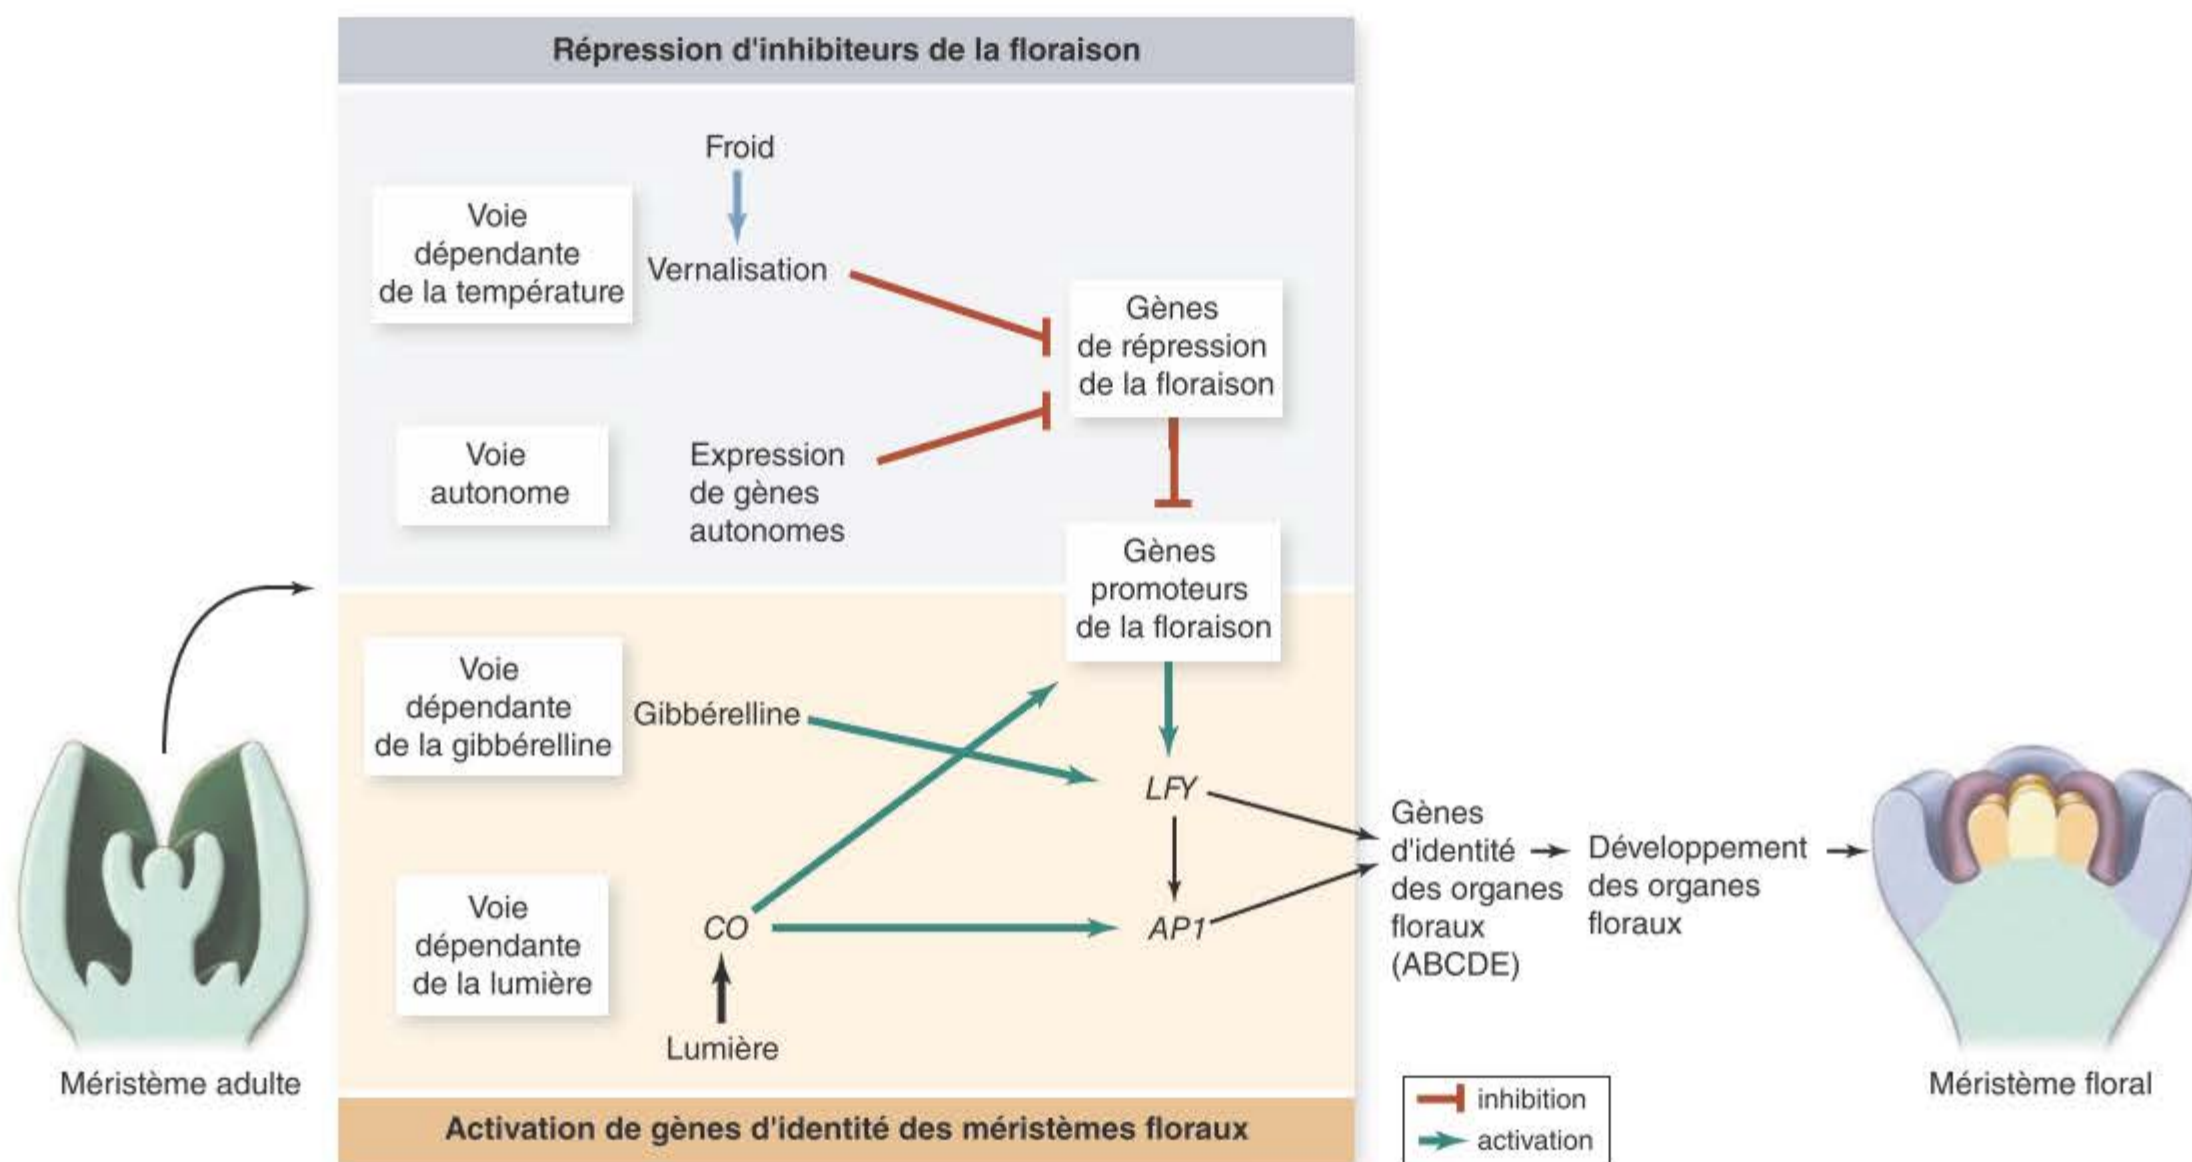 Répression d'inhibiteurs de la floraison
Froid
Voie
dépendante
de la température
Vernalisation
Gènes
de répression
de la floraison
Voie
autonome
Expression
de gènes
autonomes
Gènes
promoteurs
de la floraison
Voie
dépendante
de la gibbérelline
Gibbérelline
LFY
Voie
dépendante
de la lumière
CO
AP1
Lumière
Gènes
d'identité
des organes
floraux
(ABCDE)
Développement
des organes
floraux
Méristème adulte
Méristème floral
inhibition
activation
Activation de gènes d'identité des méristèmes floraux